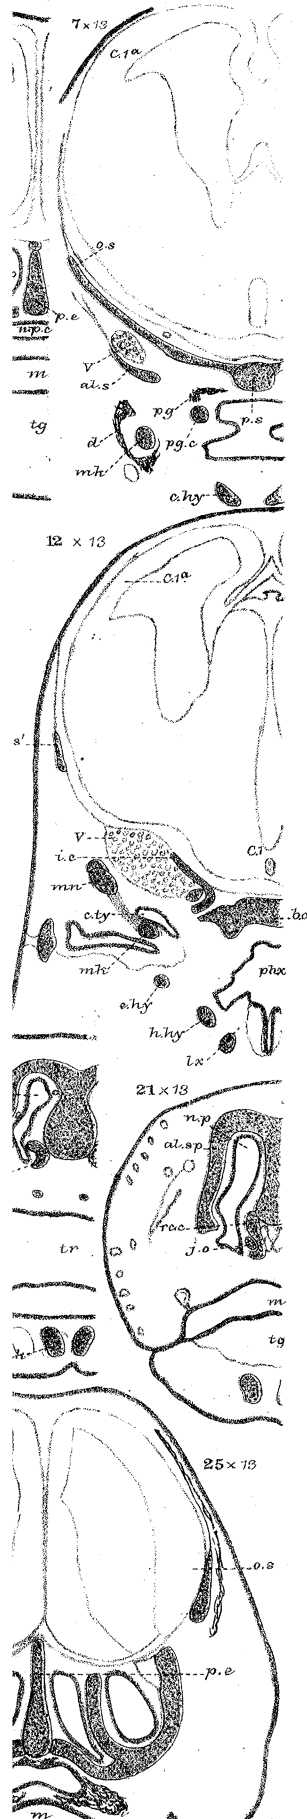 7 × 13
C.1a
o.s
p.e
n.p.c
m
V
al.s
tg
pg
d
pg.c
p.s
mk
c.hy
12 × 13
C.1a
s'
V
i.c
C.1
mn
c.ty
b.o
mk
phx
e.hy
h.hy
lx
21 × 13
n.p
al.sp
rac
tr
j.o
m
tg
25 × 13
o.s
p.e
m